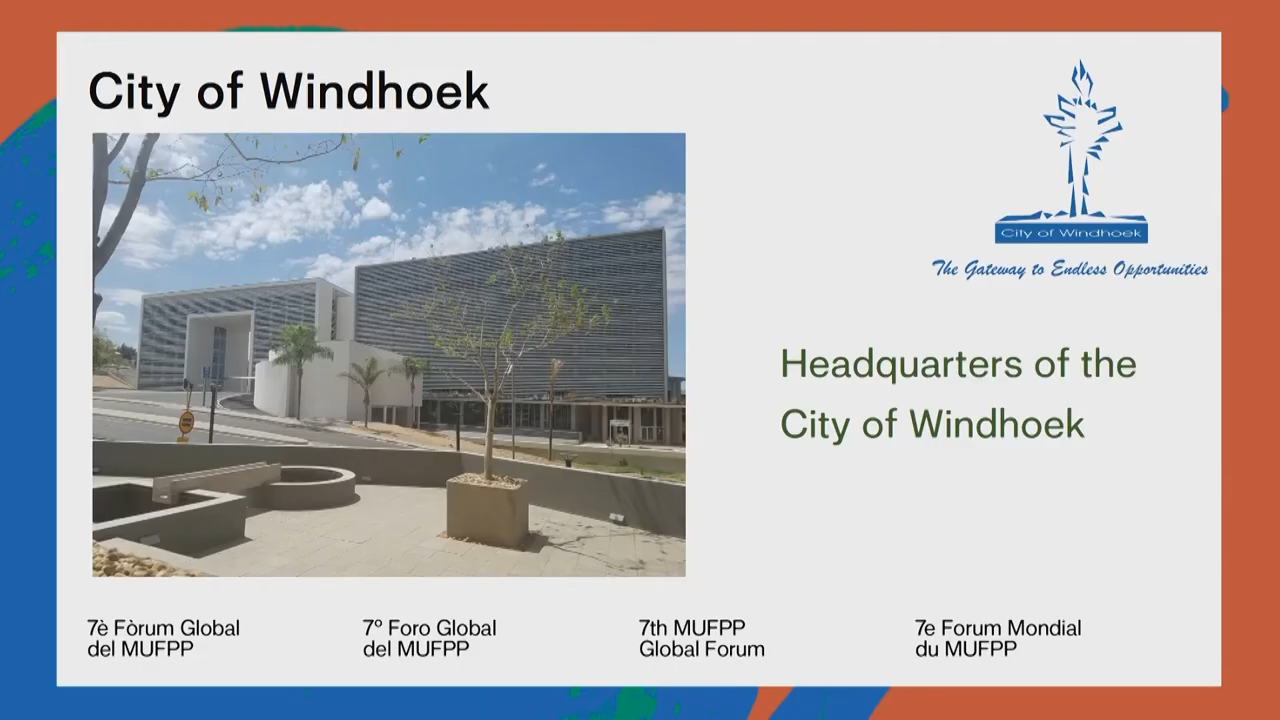 City of Windhoek
City of Windhoek
The Gateway to Endless Opportunities
Headquarters of the
City of Windhoek
7è Fòrum Global
del MUFPP
7º Foro Global
del MUFPP
7th MUFPP
Global Forum
7e Forum Mondial
du MUFPP